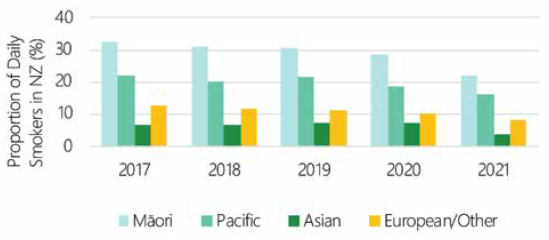 Proportion of Daily
Smokers in NZ (%)
40
30
20
10
0
2017 2018 2019 2020 2021
Māori Pacific Asian European/Other